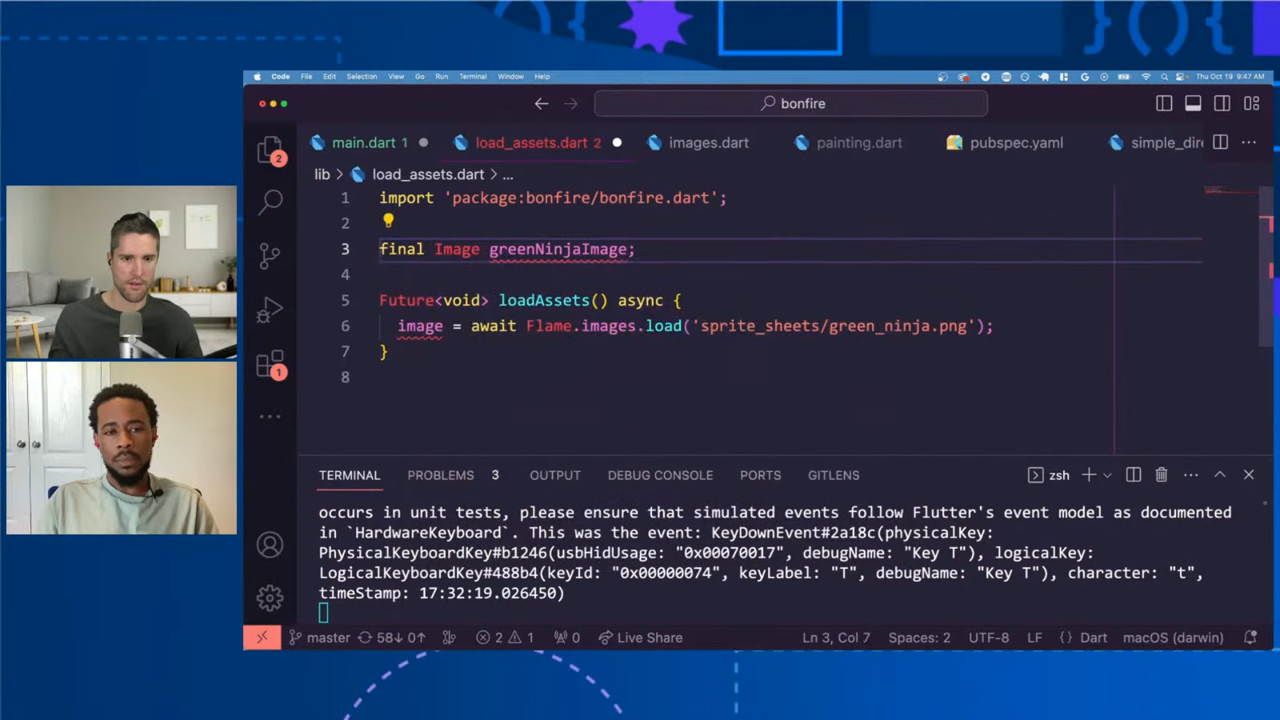 Code File Edit Selection View Go Run Terminal Window Help Thu Oct 19 9:47 AM
bonfire
main.dart 1 load_assets.dart 2 images.dart painting.dart pubspec.yaml simple_dire
lib > load_assets.dart > ...
1 import 'package:bonfire/bonfire.dart';
2
3 final Image greenNinjaImage;
4
5 Future<void> loadAssets() async {
6 image = await Flame.images.load('sprite_sheets/green_ninja.png');
7 }
8
2
1
TERMINAL PROBLEMS 3 OUTPUT DEBUG CONSOLE PORTS GITLENS zsh
occurs in unit tests, please ensure that simulated events follow Flutter's event model as documented
in `HardwareKeyboard`. This was the event: KeyDownEvent#2a18c(physicalKey:
PhysicalKeyboardKey#b1246(usbHidUsage: "0x00070017", debugName: "Key T"), logicalKey:
LogicalKeyboardKey#488b4(keyId: "0x00000074", keyLabel: "T", debugName: "Key T"), character: "t",
timeStamp: 17:32:19.026450)
master 58↓ 0↑ 2 1 0 Live Share Ln 3, Col 7 Spaces: 2 UTF-8 LF {} Dart macOS (darwin)